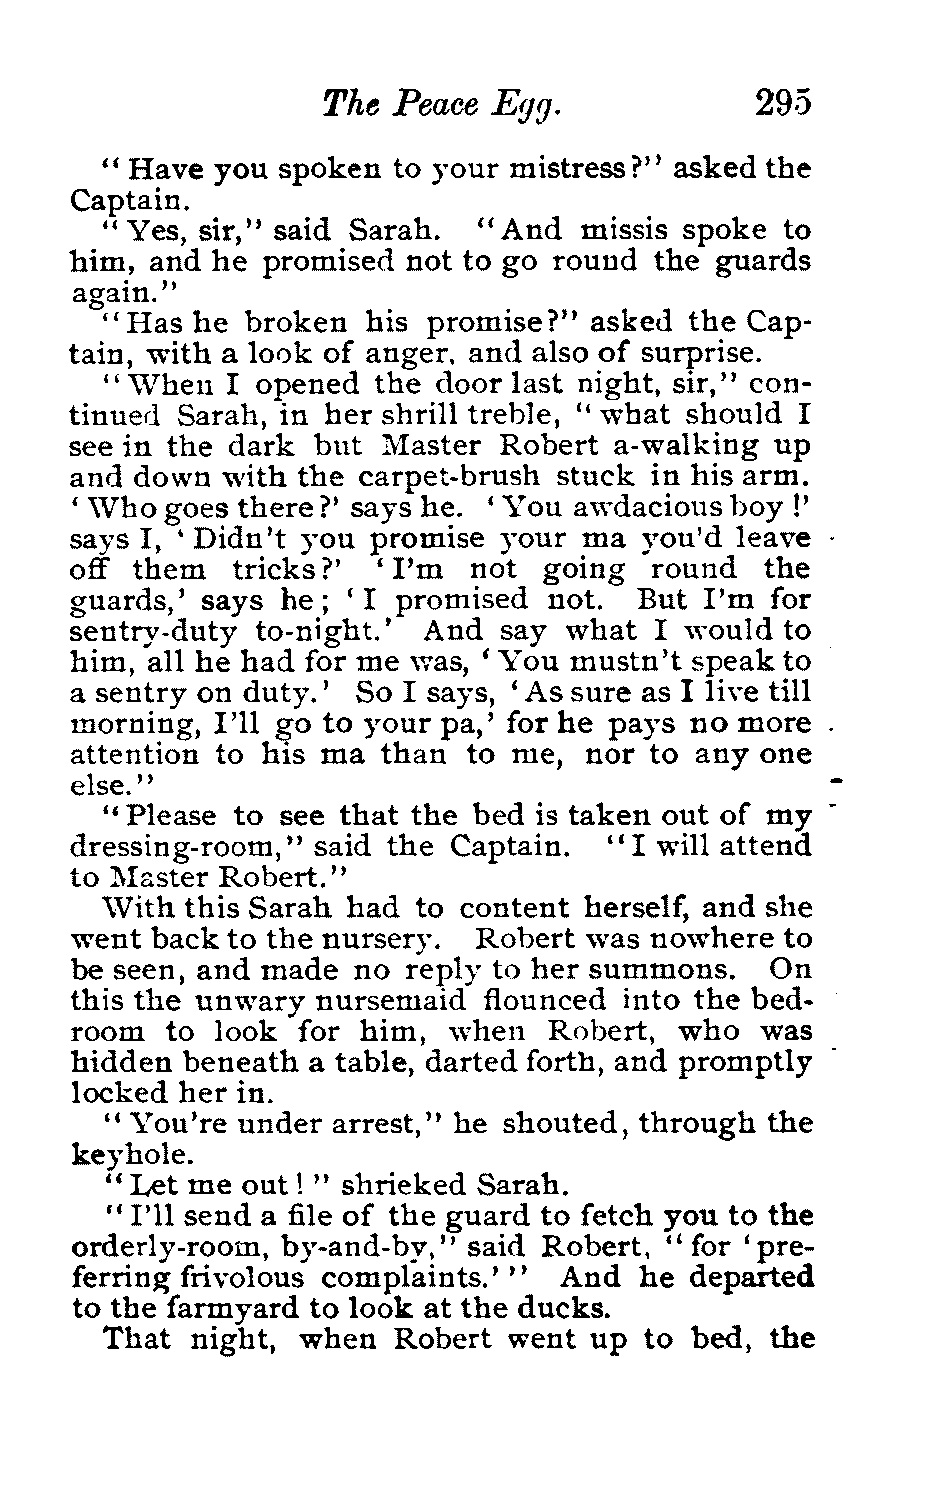 The Peace Egg. 295
" Have you spoken to your mistress?" asked the
Captain.
" Yes, sir," said Sarah. "And missis spoke to
him, and he promised not to go round the guards
again."
"Has he broken his promise?" asked the Cap-
tain, with a look of anger, and also of surprise.
"When I opened the door last night, sir," con-
tinued Sarah, in her shrill treble, " what should I
see in the dark but Master Robert a-walking up
and down with the carpet-brush stuck in his arm.
' Who goes there?' says he. ' You awdacious boy !'
says I, ' Didn't you promise your ma you'd leave
off them tricks?' ' I'm not going round the
guards,' says he ; ' I promised not. But I'm for
sentry-duty to-night.' And say what I would to
him, all he had for me was, ' You mustn't speak to
a sentry on duty.' So I says, ' As sure as I live till
morning, I'll go to your pa,' for he pays no more
attention to his ma than to me, nor to any one
else."
"Please to see that the bed is taken out of my
dressing-room," said the Captain. "I will attend
to Master Robert."
With this Sarah had to content herself, and she
went back to the nursery. Robert was nowhere to
be seen, and made no reply to her summons. On
this the unwary nursemaid flounced into the bed-
room to look for him, when Robert, who was
hidden beneath a table, darted forth, and promptly
locked her in.
" You're under arrest," he shouted, through the
keyhole.
"Let me out! " shrieked Sarah.
" I'll send a file of the guard to fetch you to the
orderly-room, by-and-by," said Robert, " for 'pre-
ferring frivolous complaints.' " And he departed
to the farmyard to look at the ducks.
That night, when Robert went up to bed, the